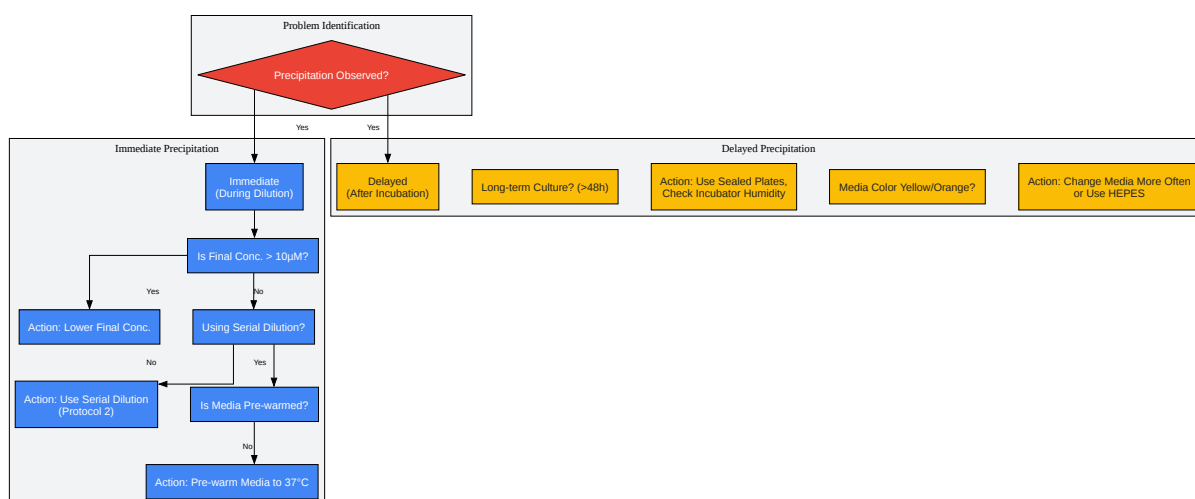 Problem Identification
Precipitation Observed?
Yes
Yes
Immediate Precipitation
Delayed Precipitation
Immediate
(During Dilution)
Delayed
(After Incubation)
Long-term Culture? (>48h)
Action: Use Sealed Plates,
Check Incubator Humidity
Media Color Yellow/Orange?
Action: Change Media More Often
or Use HEPES
Is Final Conc. > 10µM?
Yes
No
Action: Lower Final Conc.
Using Serial Dilution?
No
Yes
Action: Use Serial Dilution
(Protocol 2)
Is Media Pre-warmed?
No
Action: Pre-warm Media to 37°C